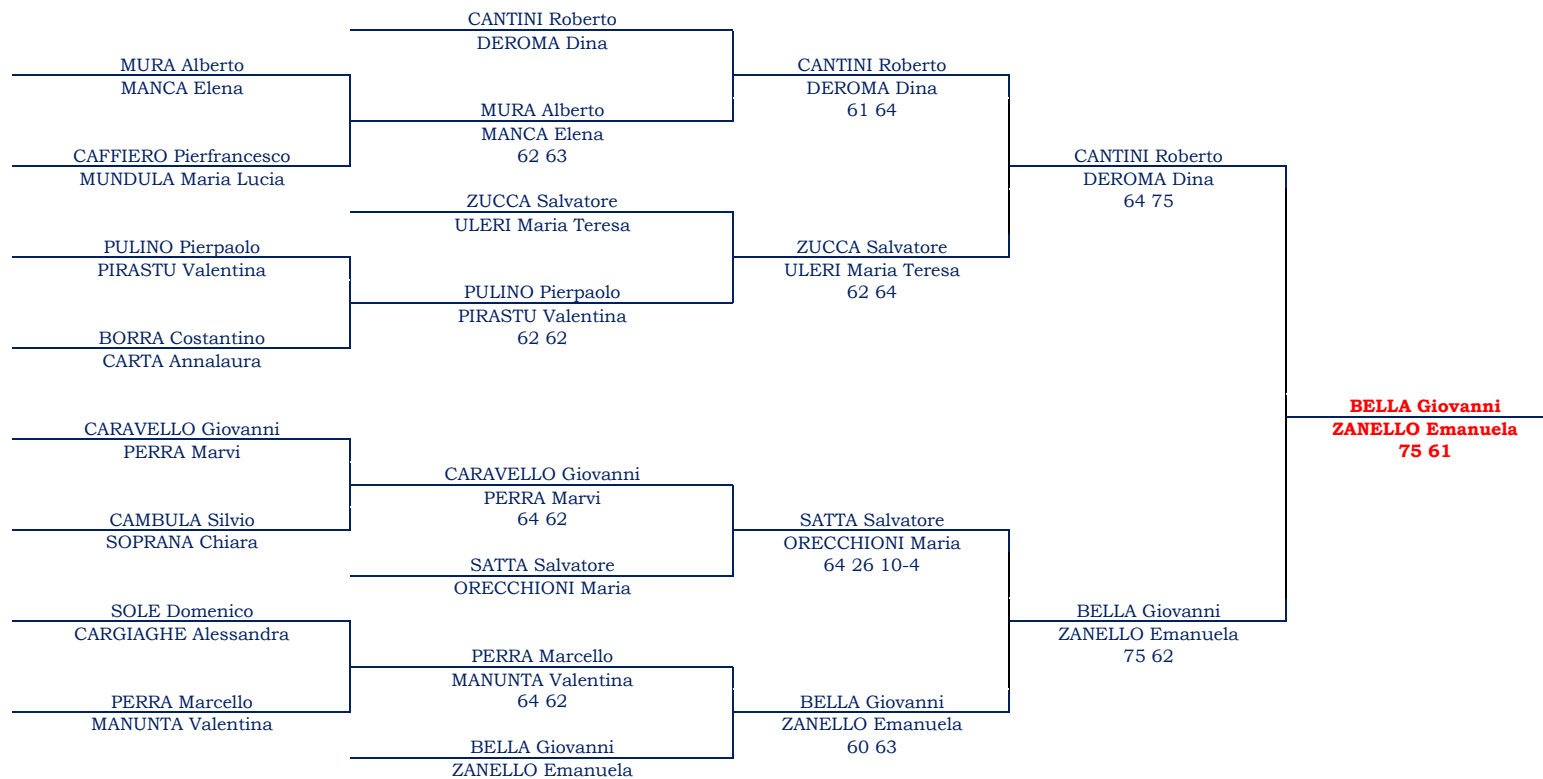 CANTINI Roberto
DEROMA Dina
MURA Alberto
MANCA Elena
CANTINI Roberto
DEROMA Dina
61 64
MURA Alberto
MANCA Elena
62 63
CAFFIERO Pierfrancesco
MUNDULA Maria Lucia
CANTINI Roberto
DEROMA Dina
64 75
ZUCCA Salvatore
ULERI Maria Teresa
PULINO Pierpaolo
PIRASTU Valentina
ZUCCA Salvatore
ULERI Maria Teresa
62 64
PULINO Pierpaolo
PIRASTU Valentina
62 62
BORRA Costantino
CARTA Annalaura
BELLA Giovanni
ZANELLO Emanuela
75 61
CARAVELLO Giovanni
PERRA Marvi
CARAVELLO Giovanni
PERRA Marvi
64 62
CAMBULA Silvio
SOPRANA Chiara
SATTA Salvatore
ORECCHIONI Maria
64 26 10-4
SATTA Salvatore
ORECCHIONI Maria
SOLE Domenico
CARGIAGHE Alessandra
BELLA Giovanni
ZANELLO Emanuela
75 62
PERRA Marcello
MANUNTA Valentina
64 62
PERRA Marcello
MANUNTA Valentina
BELLA Giovanni
ZANELLO Emanuela
60 63
BELLA Giovanni
ZANELLO Emanuela